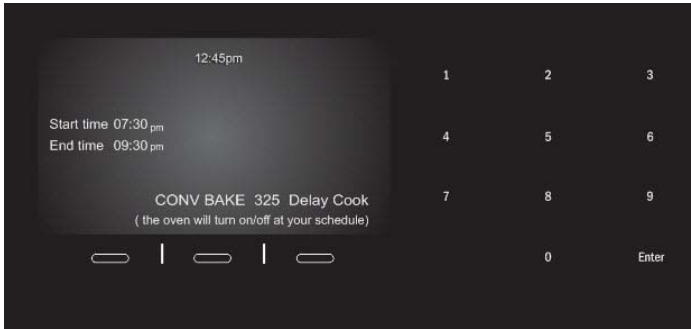 12:45pm
Start time 07:30 pm
End time 09:30 pm
CONV BAKE 325 Delay Cook
( the oven will turn on/off at your schedule)
1 2 3
4 5 6
7 8 9
0 Enter